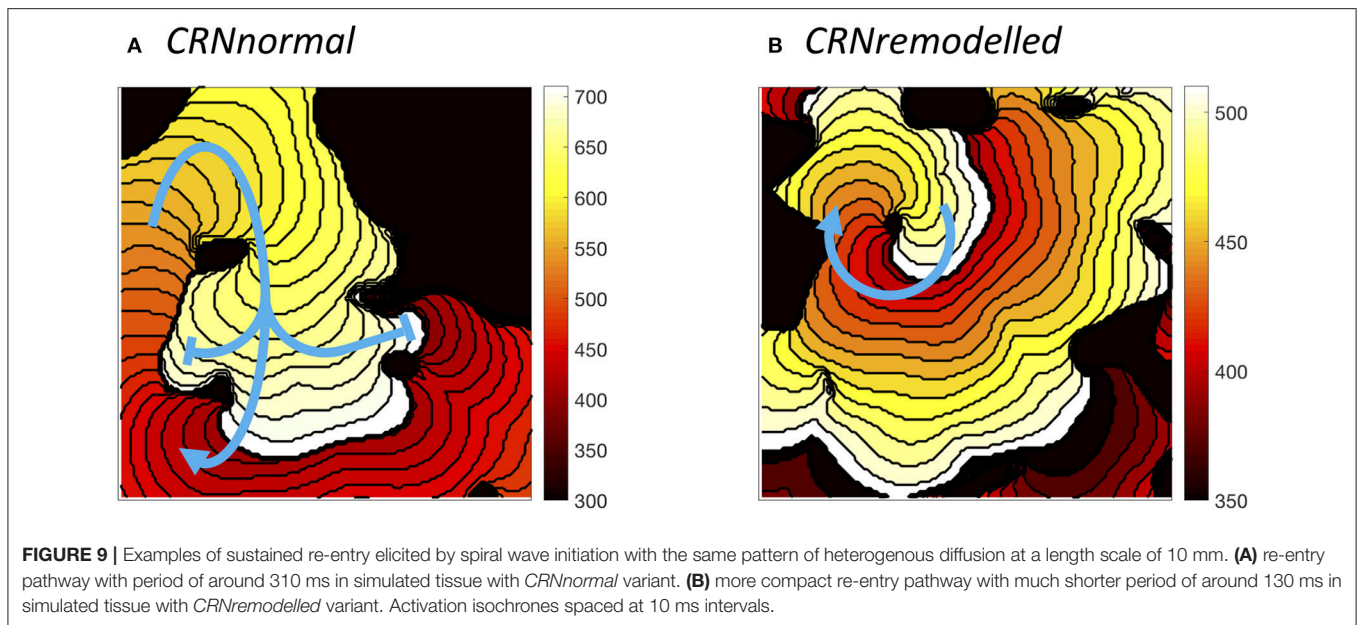 A CRNnormal
B CRNremodelled
700
650
600
550
500
450
400
350
300
500
450
400
350
FIGURE 9 | Examples of sustained re-entry elicited by spiral wave initiation with the same pattern of heterogenous diffusion at a length scale of 10 mm. (A) re-entry
pathway with period of around 310 ms in simulated tissue with CRNnormal variant. (B) more compact re-entry pathway with much shorter period of around 130 ms in
simulated tissue with CRNremodelled variant. Activation isochrones spaced at 10 ms intervals.